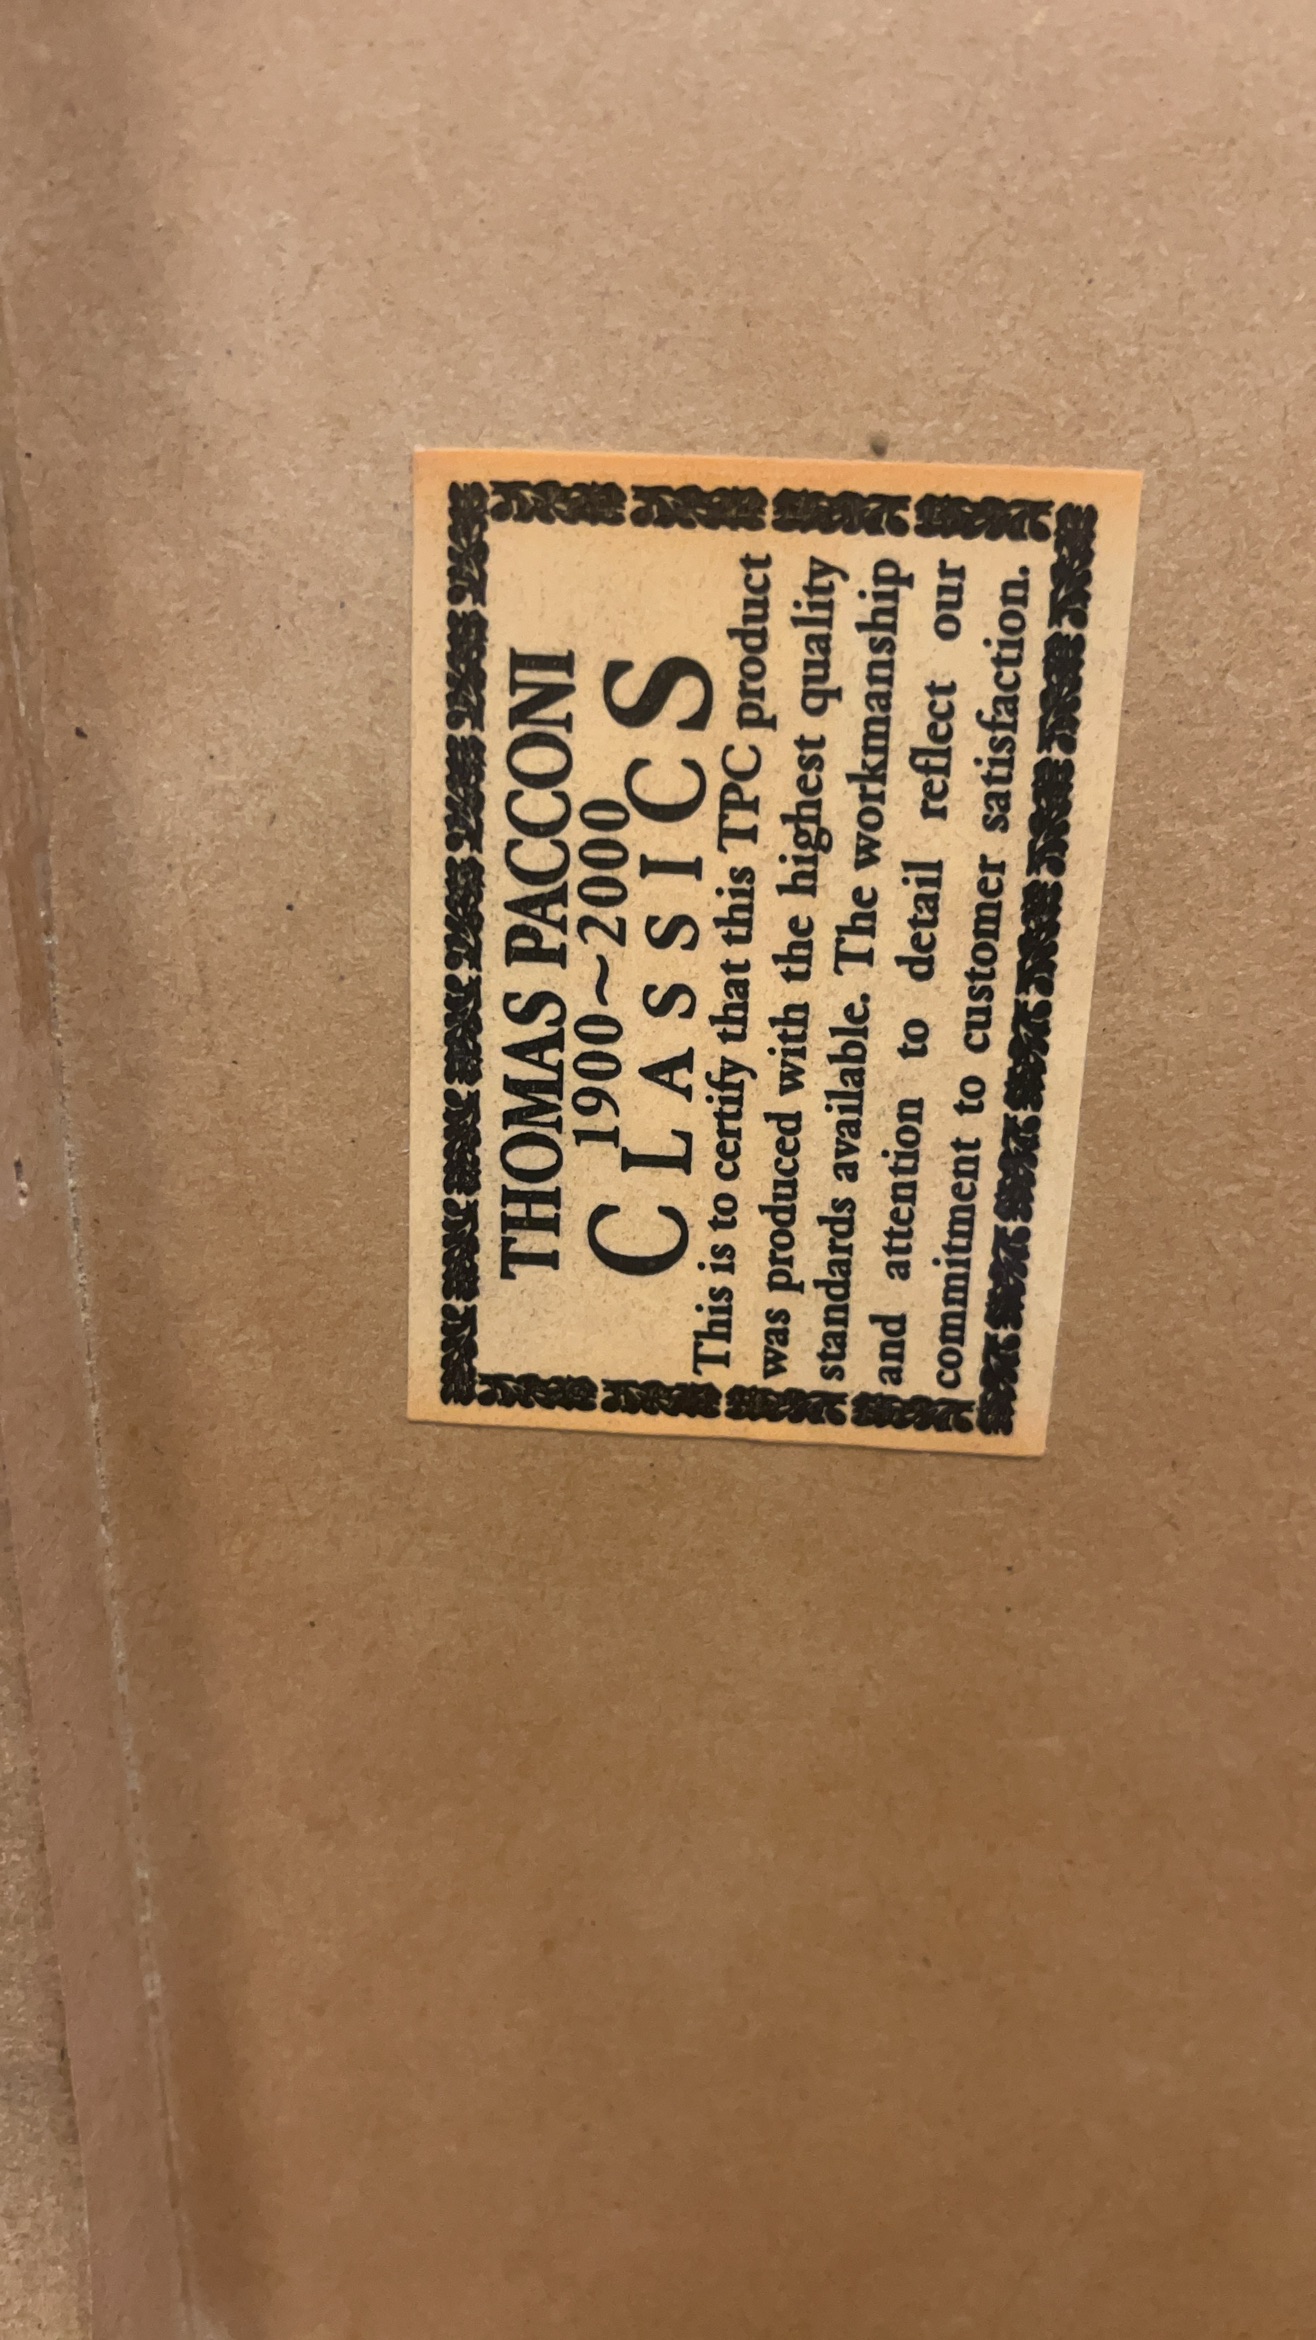 THOMAS PACCONI
1900~2000
CLASSICS
This is to certify that this TPC product
was produced with the highest quality
standards available. The workmanship
and attention to detail reflect our
commitment to customer satisfaction.